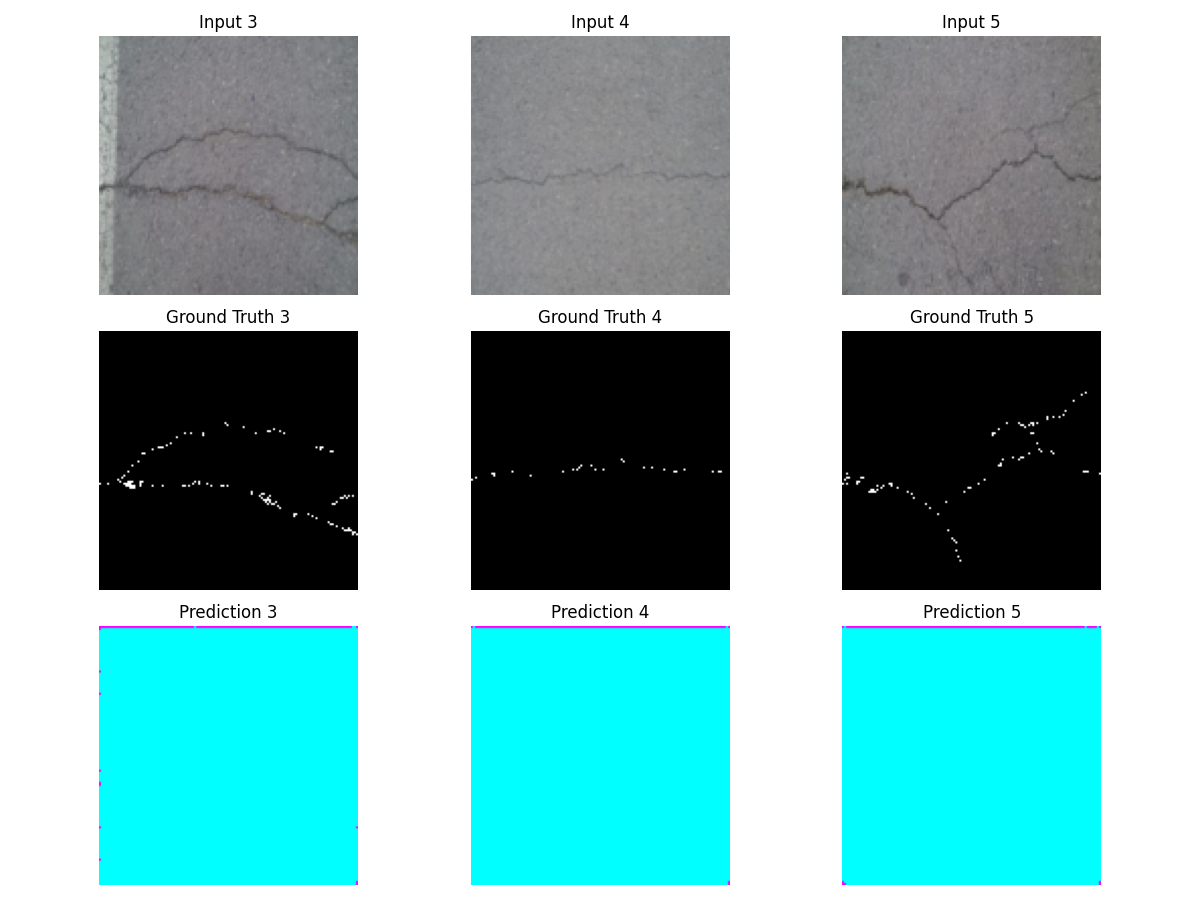 Input 3
Input 4
Input 5
Ground Truth 3
Ground Truth 4
Ground Truth 5
Prediction 3
Prediction 4
Prediction 5